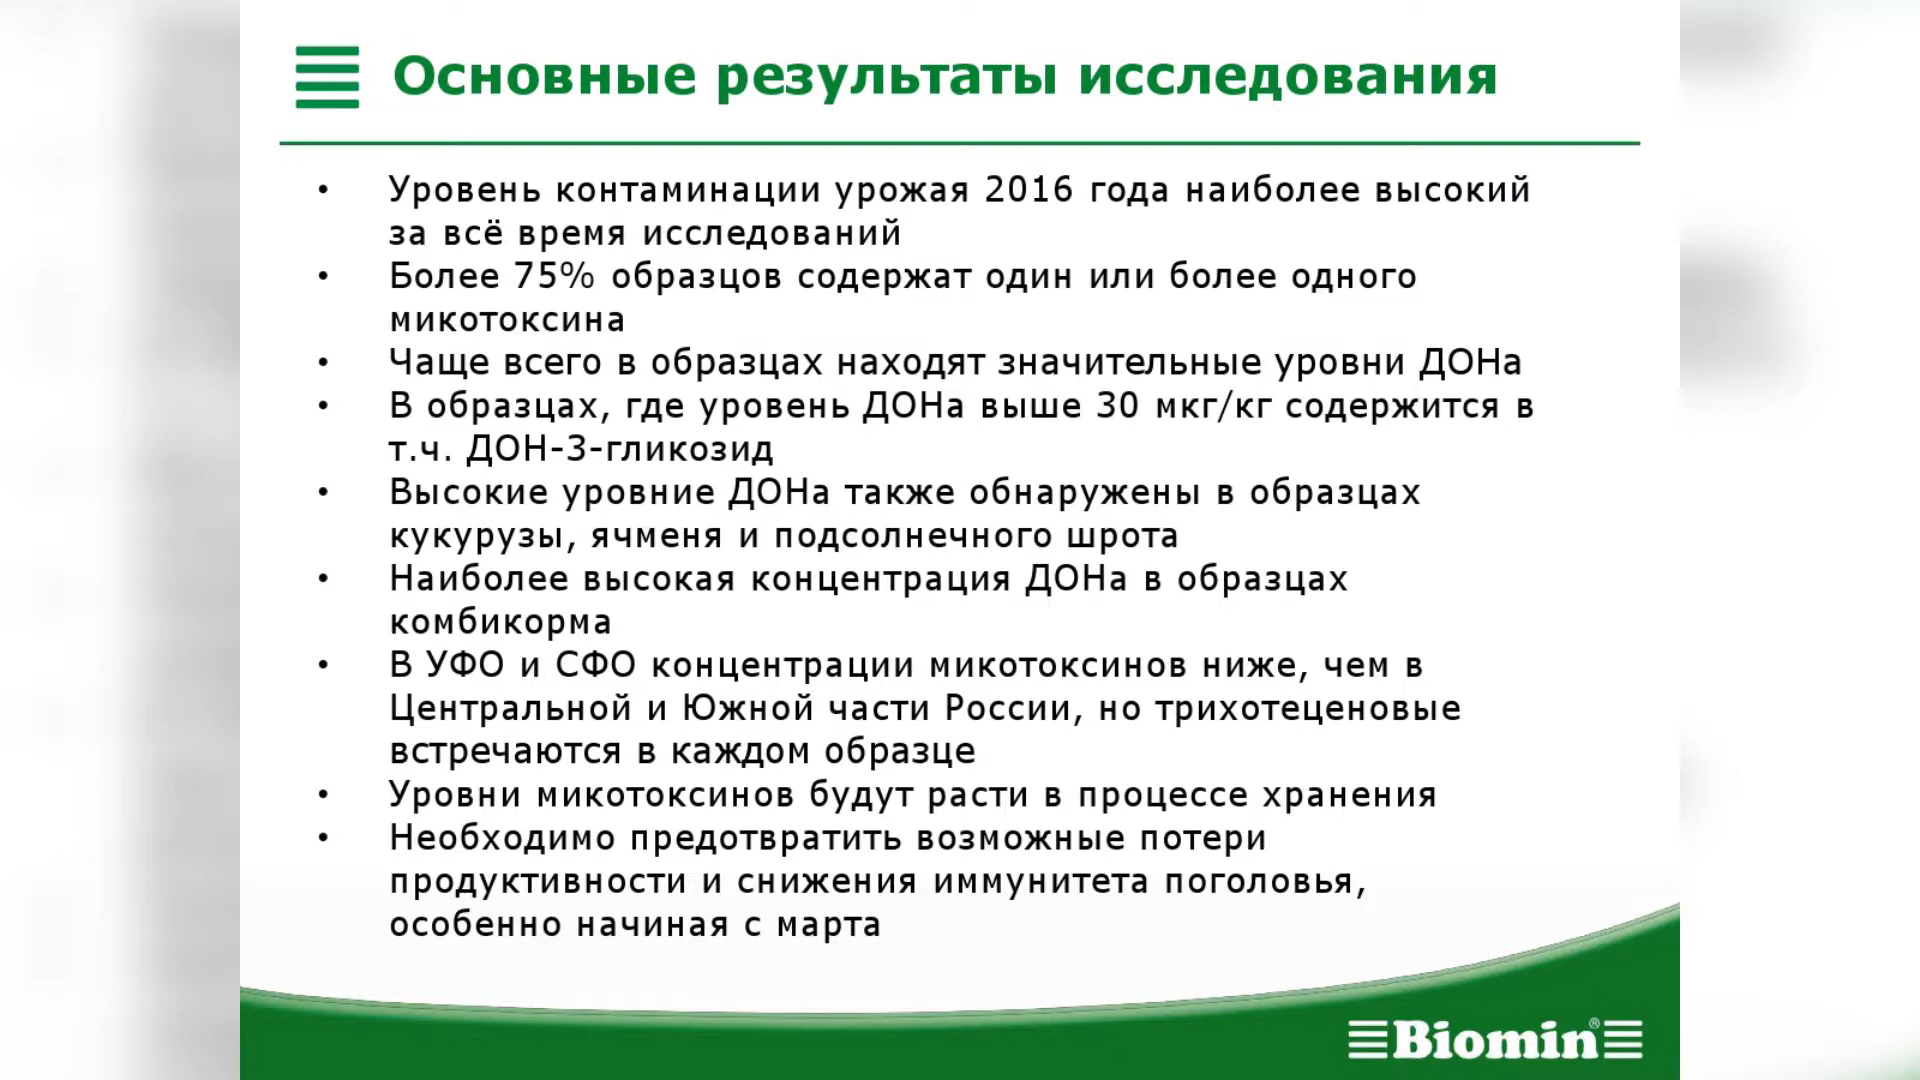 Основные результаты исследования
• Уровень контаминации урожая 2016 года наиболее высокий
за всё время исследований
• Более 75% образцов содержат один или более одного
микотоксина
• Чаще всего в образцах находят значительные уровни ДОНа
• В образцах, где уровень ДОНа выше 30 мкг/кг содержится в
т.ч. ДОН-3-гликозид
• Высокие уровние ДОНа также обнаружены в образцах
кукурузы, ячменя и подсолнечного шрота
• Наиболее высокая концентрация ДОНа в образцах
комбикорма
• В УФО и СФО концентрации микотоксинов ниже, чем в
Центральной и Южной части России, но трихотеценовые
встречаются в каждом образце
• Уровни микотоксинов будут расти в процессе хранения
• Необходимо предотвратить возможные потери
продуктивности и снижения иммунитета поголовья,
особенно начиная с марта
Biomin®